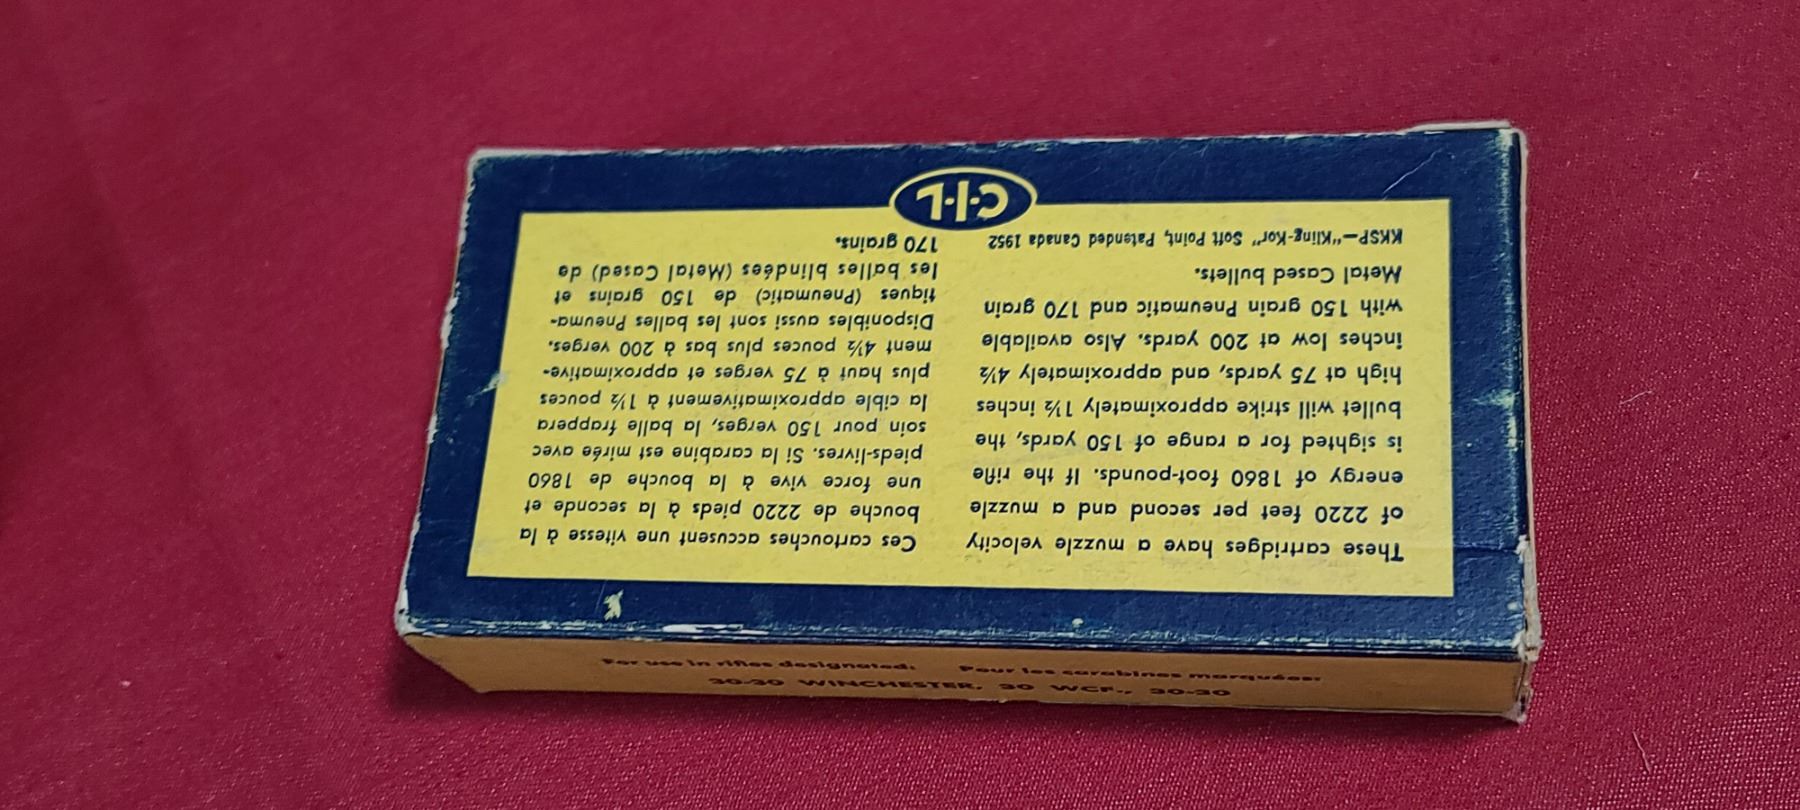 These cartridges have a muzzle velocity
of 2220 feet per second and a muzzle
energy of 1860 foot-pounds. If the rifle
is sighted for a range of 150 yards, the
bullet will strike approximately 1½ inches
high at 75 yards, and approximately 4½
inches low at 200 yards. Also available
with 150 grain Pneumatic and 170 grain
Metal Cased bullets.
KKSP—"Kling-Kor" Soft Point, Patented Canada 1952
Ces cartouches accusent une vitesse à la
bouche de 2220 pieds à la seconde et
une force vive à la bouche de 1860
pieds-livres. Si la carabine est mirée avec
soin pour 150 verges, la balle frappera
la cible approximativement à 1½ pouces
plus haut à 75 verges et approximative-
ment 4½ pouces plus bas à 200 verges.
Disponibles aussi sont les balles Pneuma-
tiques (Pneumatic) de 150 grains et
les balles blindées (Metal Cased) de
170 grains.
C·I·L
For use in rifles designated:
Pour les carabines marquées:
30-30 WINCHESTER, 30 WCF., 30-30